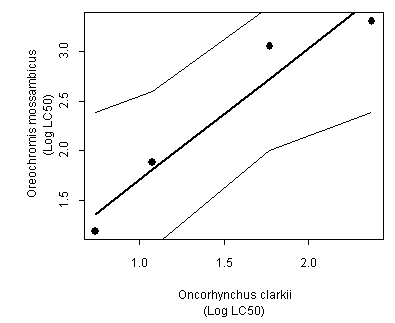 Oreochromis mossambicus
(Log LC50)
3.0
2.5
2.0
1.5
1.0 1.5 2.0
Oncorhynchus clarkii
(Log LC50)